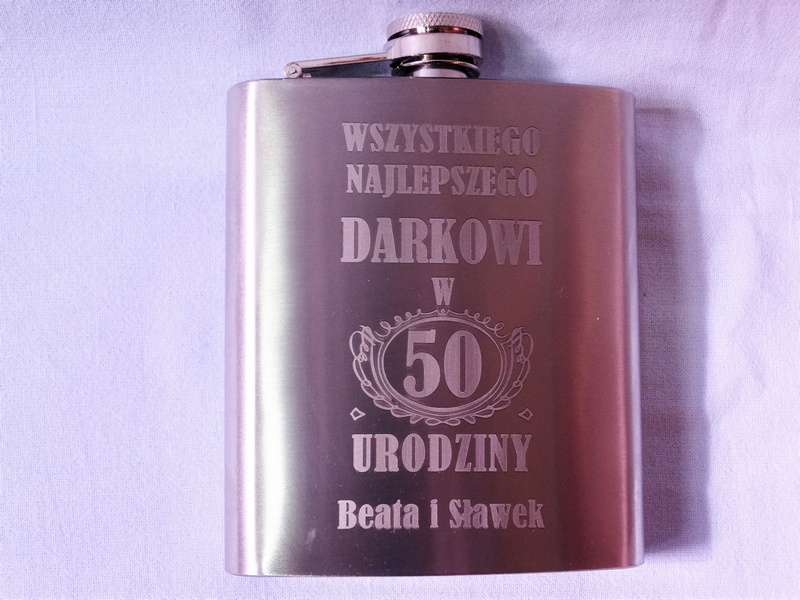 WSZYSTKIEGO
NAJLEPSZEGO
DARKOWI
W
50
URODZINY
Beata i Sławek